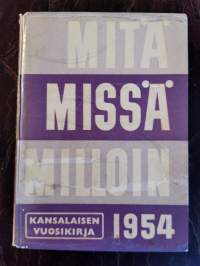 MITÄ
MISSÄ
MILLOIN
KANSALAISEN
VUOSIKIRJA
1954